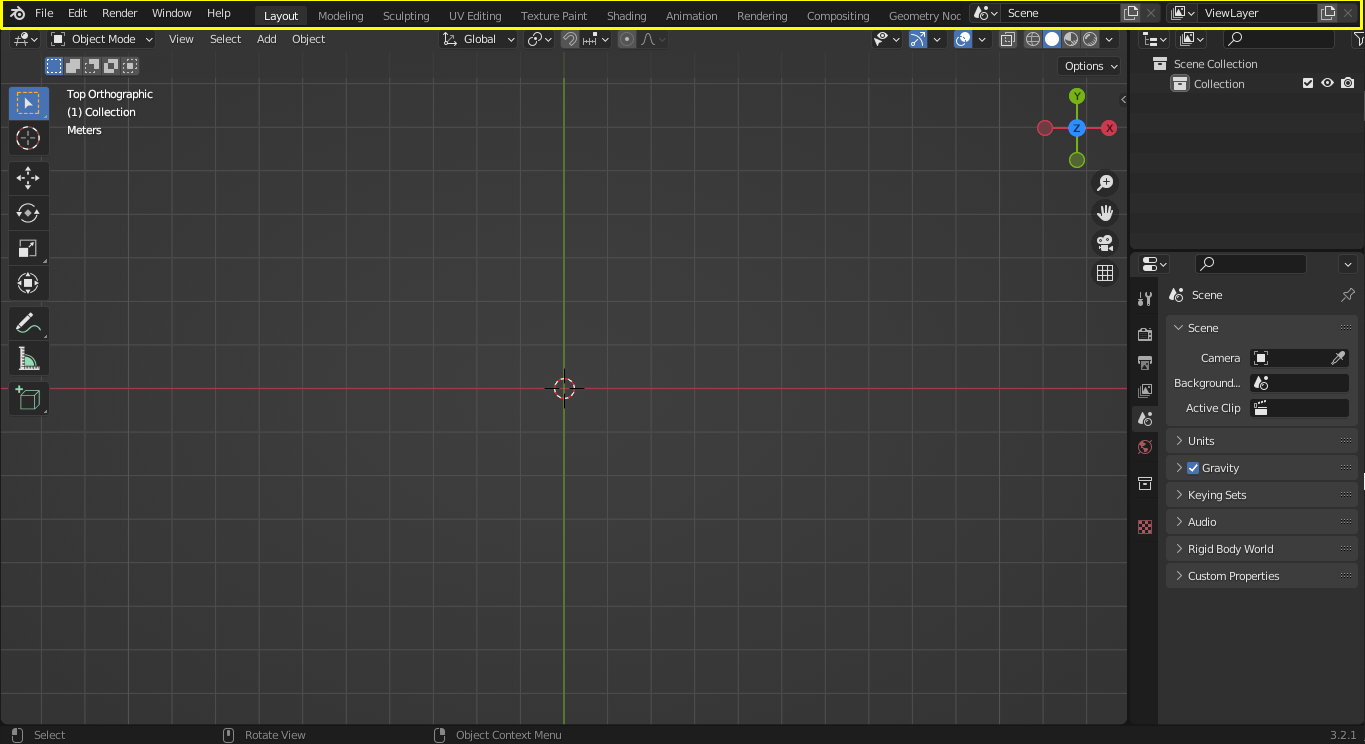 File Edit Render Window Help Layout Modeling Sculpting UV Editing Texture Paint Shading Animation Rendering Compositing Geometry Noc Scene ViewLayer
Object Mode View Select Add Object Global
Options
Top Orthographic
(1) Collection
Meters
Y
Z X
Scene Collection
Collection
Scene
Scene
Camera
Background...
Active Clip
Units
Gravity
Keying Sets
Audio
Rigid Body World
Custom Properties
Select Rotate View Object Context Menu 3.2.1